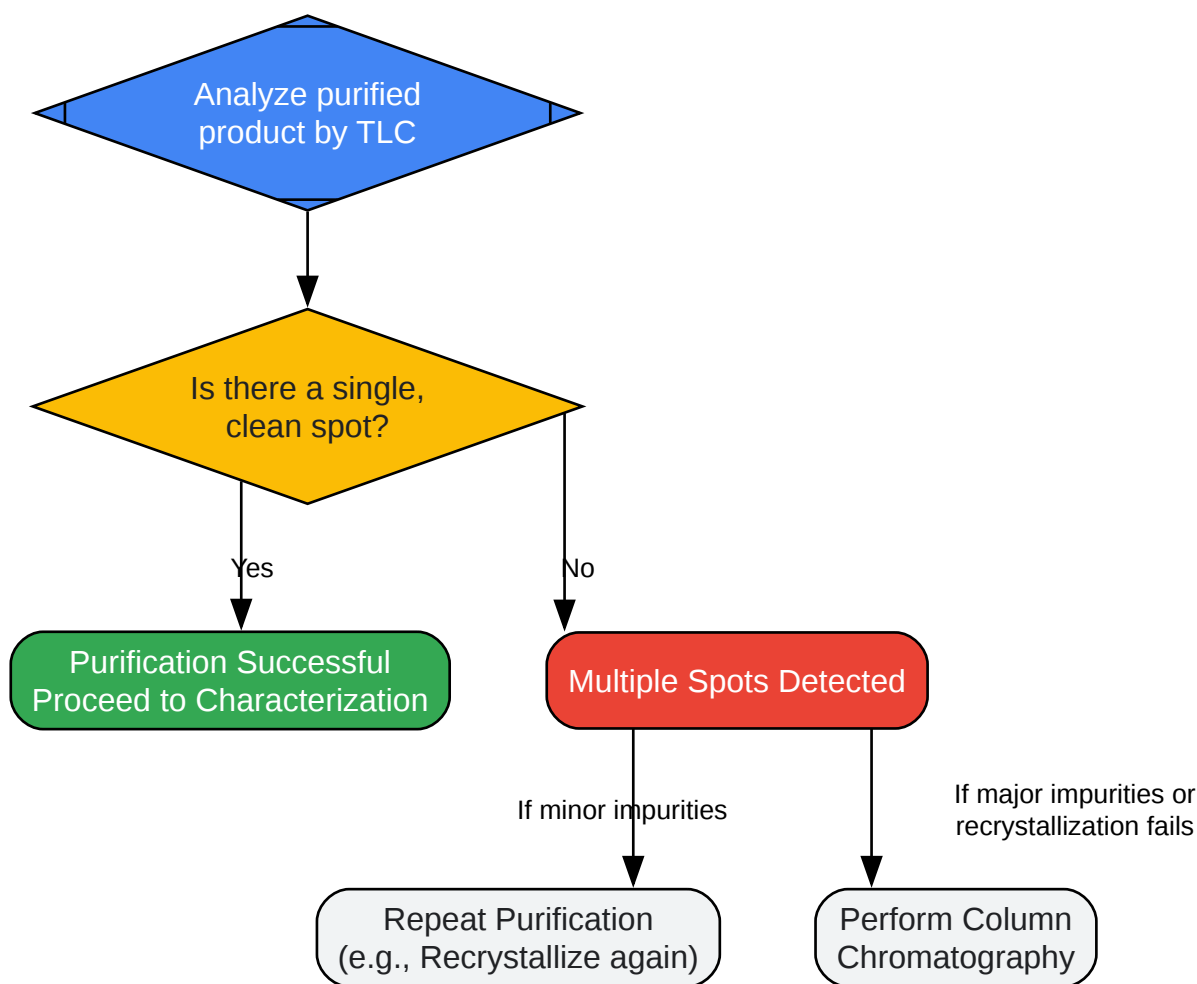 Analyze purified
product by TLC
Is there a single,
clean spot?
Yes
No
Purification Successful
Proceed to Characterization
Multiple Spots Detected
If minor impurities
If major impurities or
recrystallization fails
Repeat Purification
(e.g., Recrystallize again)
Perform Column
Chromatography